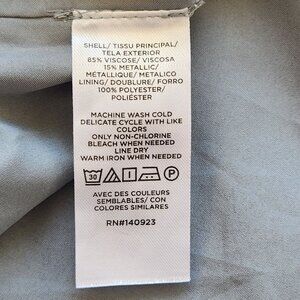 SHELL/ TISSU PRINCIPAL/
TELA EXTERIOR
85% VISCOSE/ VISCOSA
15% METALLIC/
MÉTALLIQUE/ METALICO
LINING/ DOUBLURE/ FORRO
100% POLYESTER/
POLIÉSTER
MACHINE WASH COLD
DELICATE CYCLE WITH LIKE
COLORS
ONLY NON-CHLORINE
BLEACH WHEN NEEDED
LINE DRY
WARM IRON WHEN NEEDED
30 P
AVEC DES COULEURS
SEMBLABLES/ CON
COLORES SIMILARES
RN#140923